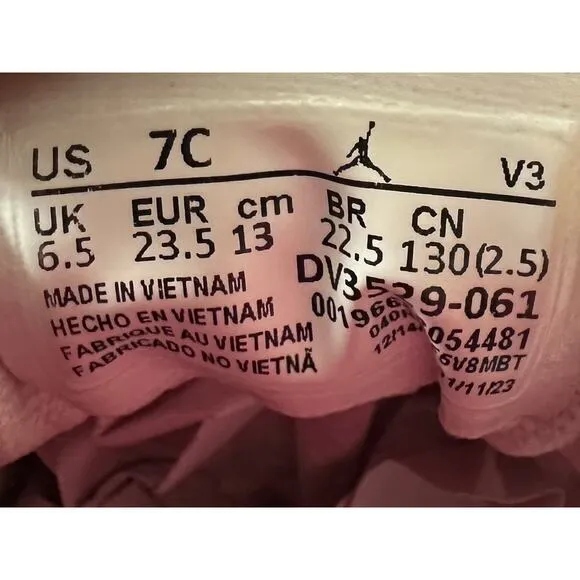 US 7C V3
UK EUR cm BR CN
6.5 23.5 13 22.5 130(2.5)
MADE IN VIETNAM
HECHO EN VIETNAM
FABRIQUE AU VIETNAM
FABRICADO NO VIETNÃ